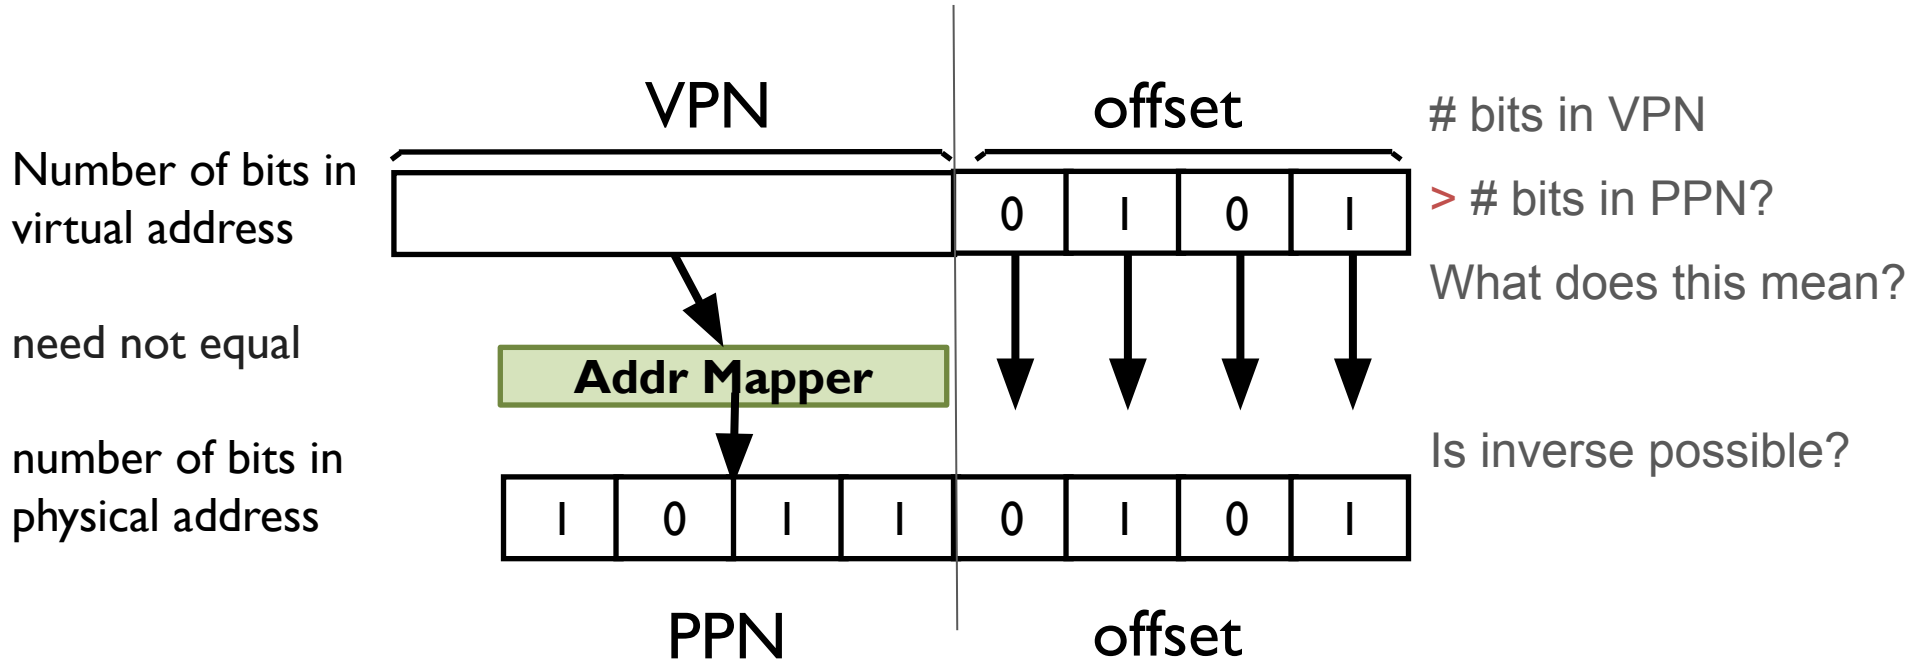 VPN offset
Number of bits in
virtual address
0 1 0 1
# bits in VPN
> # bits in PPN?
What does this mean?
need not equal
Addr Mapper
number of bits in
physical address
1 0 1 1 0 1 0 1
Is inverse possible?
PPN offset